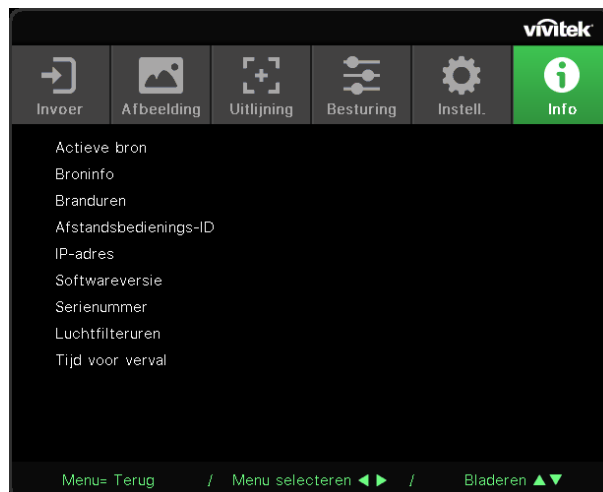 vivitek
Invoer Afbeelding Uitlijning Besturing Instell. Info
Actieve bron
Broninfo
Branduren
Afstandsbedienings-ID
IP-adres
Softwareversie
Serienummer
Luchtfilteruren
Tijd voor verval
Menu= Terug / Menu selecteren ◀ ▶ / Bladeren ▲▼